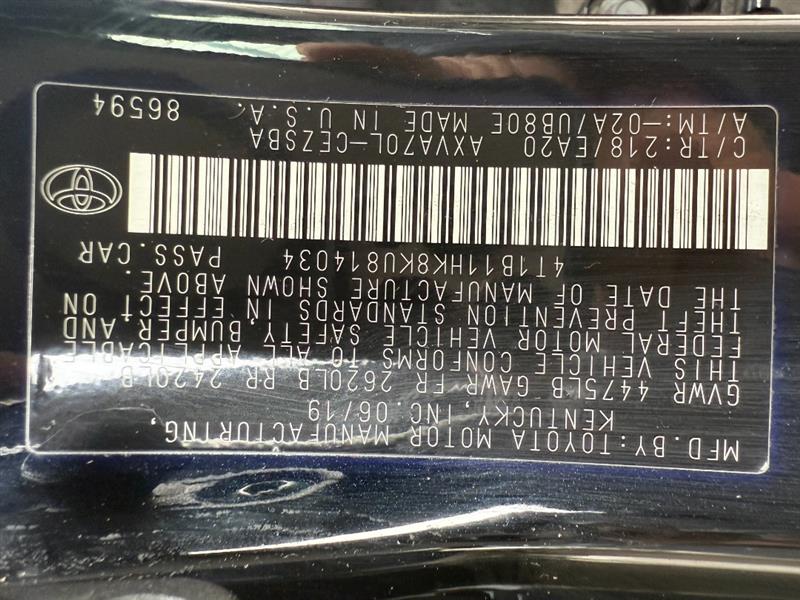 MFD.BY:TOYOTA MOTOR MANUFACTURING,
KENTUCKY, INC. 06/19
GVWR 4475LB GAWR FR 2620LB RR 2420LB
THIS VEHICLE CONFORMS TO ALL APPLICABLE
FEDERAL MOTOR VEHICLE SAFETY, BUMPER AND
THEFT PREVENTION STANDARDS IN EFFECT ON
THE DATE OF MANUFACTURE SHOWN ABOVE.
4T1B11HK8KU814034 PASS.CAR
C/TR:218/EA20 AXVA70L-CEZSBA
A/TM:-02A/UB80E MADE IN U.S.A. 86594